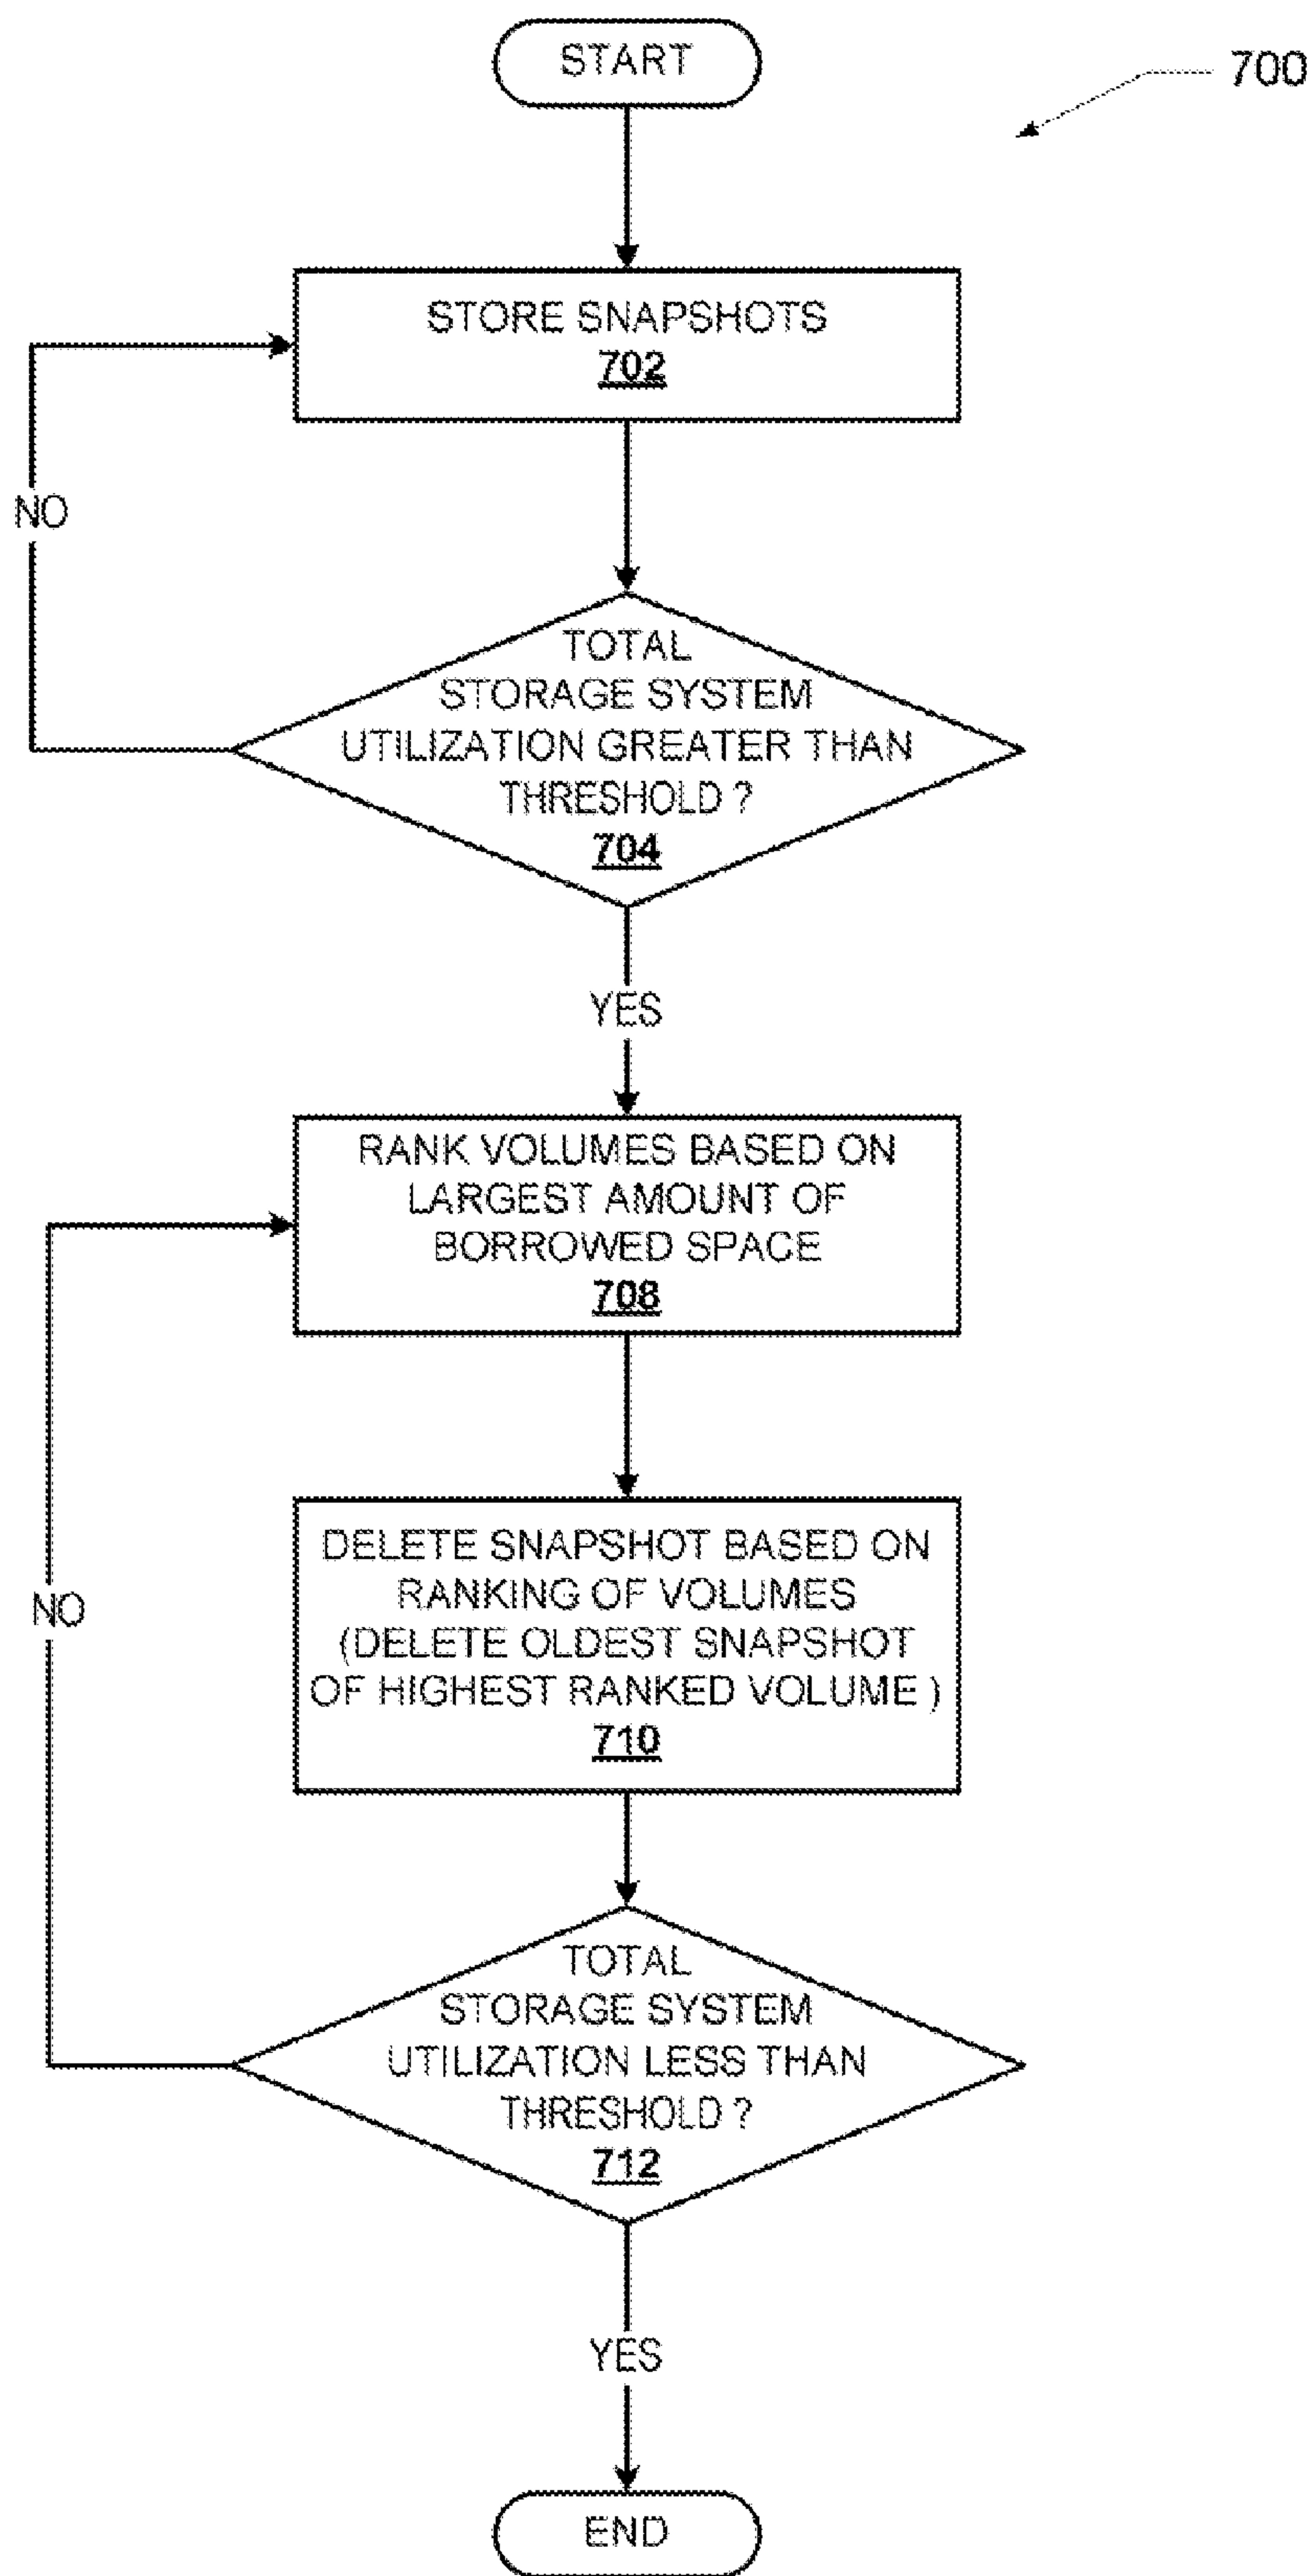 START
700
STORE SNAPSHOTS
702
NO
TOTAL
STORAGE SYSTEM
UTILIZATION GREATER THAN
THRESHOLD ?
704
YES
RANK VOLUMES BASED ON
LARGEST AMOUNT OF
BORROWED SPACE
708
DELETE SNAPSHOT BASED ON
RANKING OF VOLUMES
(DELETE OLDEST SNAPSHOT
OF HIGHEST RANKED VOLUME )
710
NO
TOTAL
STORAGE SYSTEM
UTILIZATION LESS THAN
THRESHOLD ?
712
YES
END